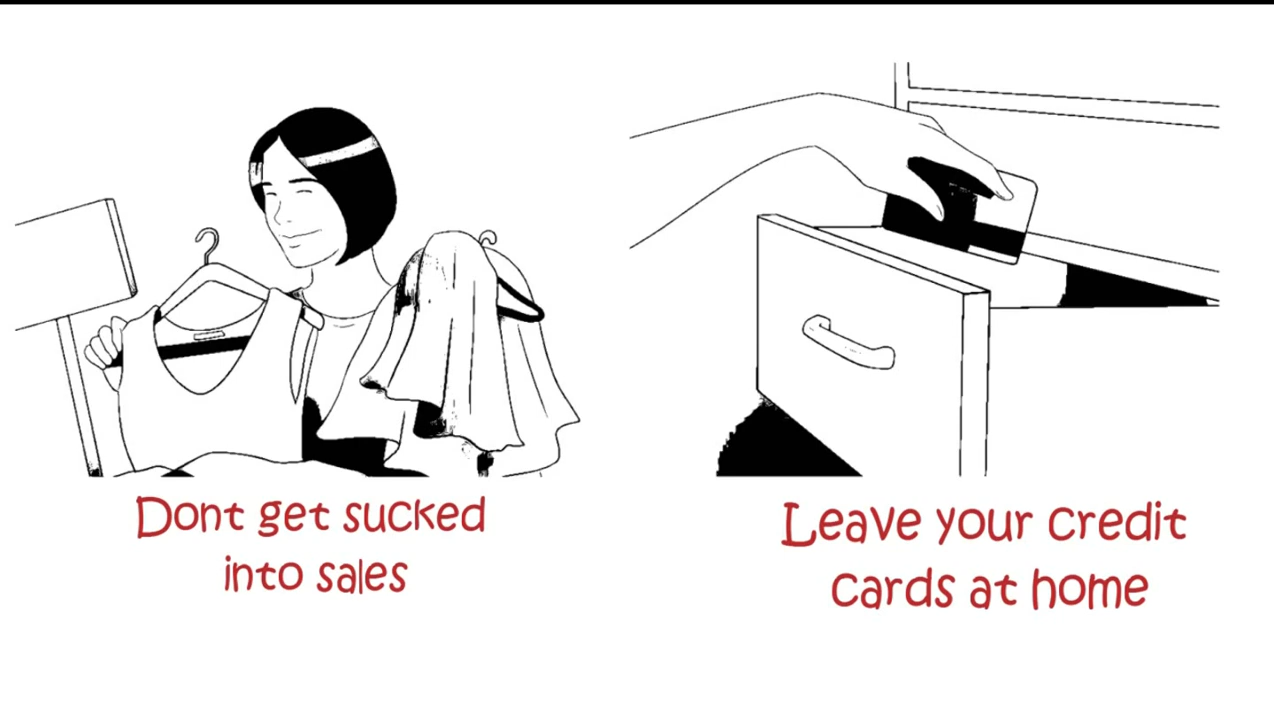 Dont get sucked
into sales
Leave your credit
cards at home